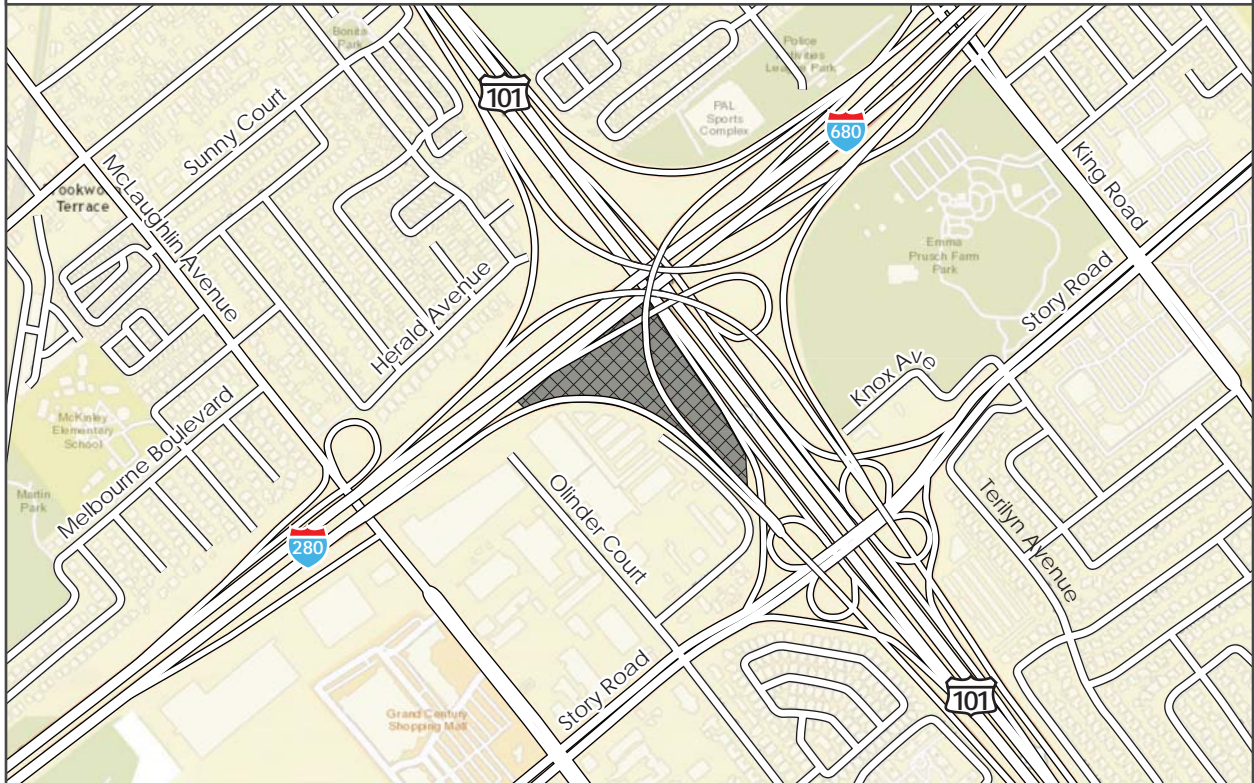 Bonita
Park
101
Police
Activities
League Park
PAL
Sports
Complex
680
Sunny Court
King Road
McLaughlin Avenue
Terrace
Emma
Prusch Farm
Park
Story Road
Herald Avenue
Knox Ave
McKinley
Elementary
School
Melbourne Boulevard
Martin
Park
Olinder Court
Terilyn Avenue
280
Story Road
101
Grand Century
Shopping Mall